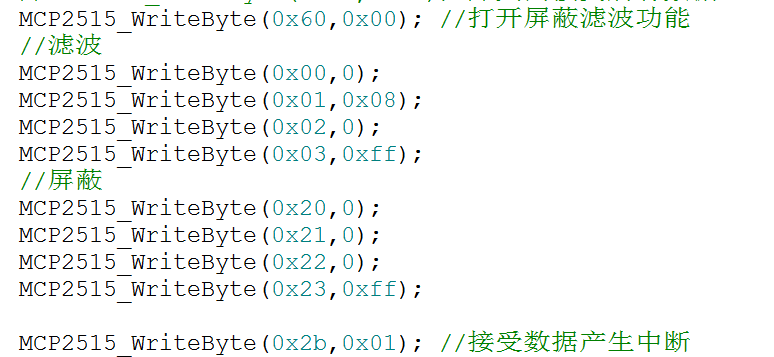 MCP2515_WriteByte(0x60,0x00); //打开屏蔽滤波功能
//滤波
MCP2515_WriteByte(0x00,0);
MCP2515_WriteByte(0x01,0x08);
MCP2515_WriteByte(0x02,0);
MCP2515_WriteByte(0x03,0xff);
//屏蔽
MCP2515_WriteByte(0x20,0);
MCP2515_WriteByte(0x21,0);
MCP2515_WriteByte(0x22,0);
MCP2515_WriteByte(0x23,0xff);
MCP2515_WriteByte(0x2b,0x01); //接受数据产生中断